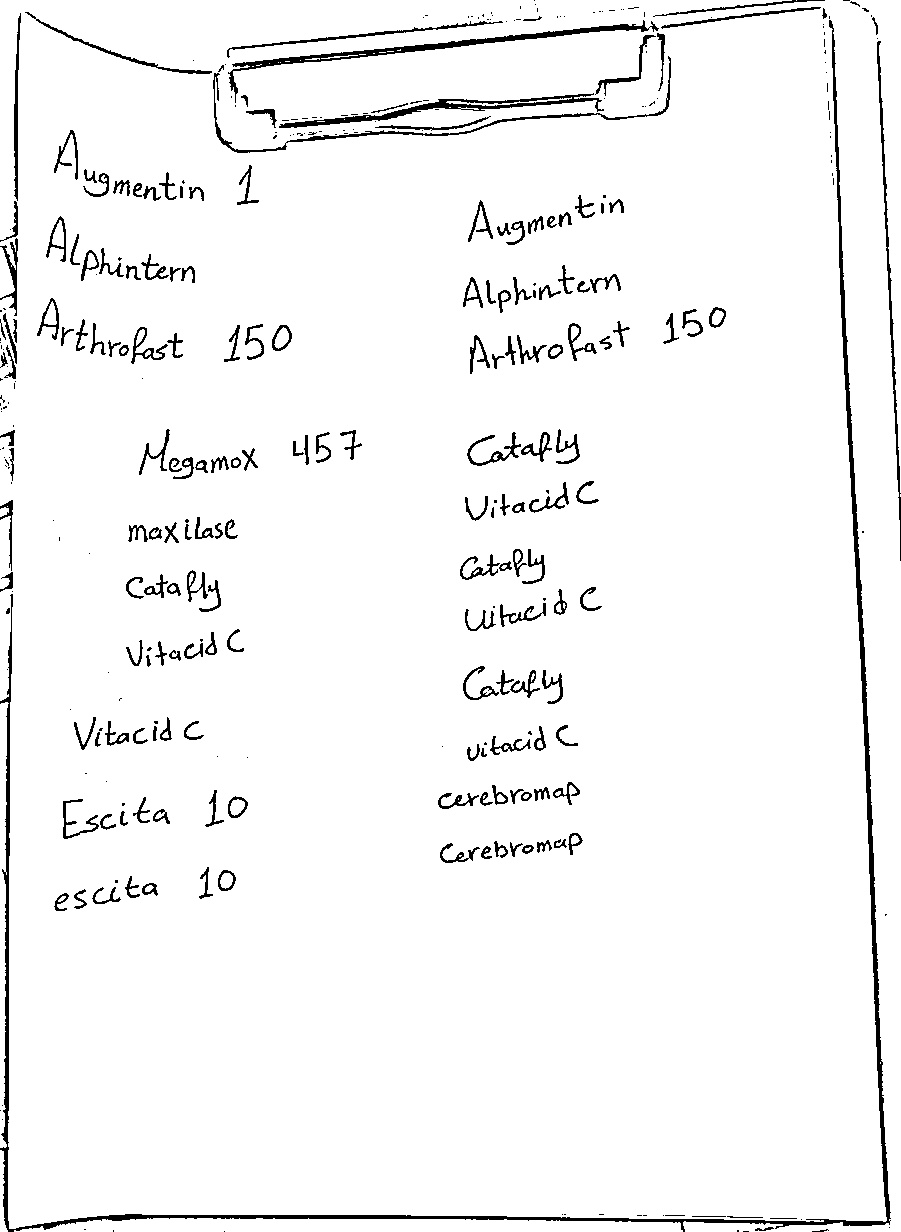 Augmentin 1
Alphintern
Arthrofast 150
Megamox 457
maxilase
Catafly
Vitacid C
Vitacid C
Escita 10
escita 10
Augmentin
Alphintern
Arthrofast 150
Catafly
Vitacid C
Catafly
Vitacid C
Catafly
vitacid C
cerebromap
Cerebromap